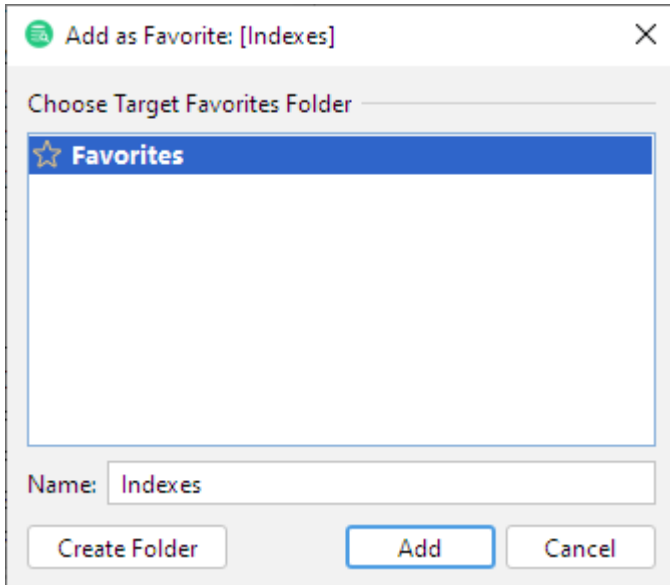 Add as Favorite: [Indexes]
Choose Target Favorites Folder
Favorites
Name: Indexes
Create Folder Add Cancel